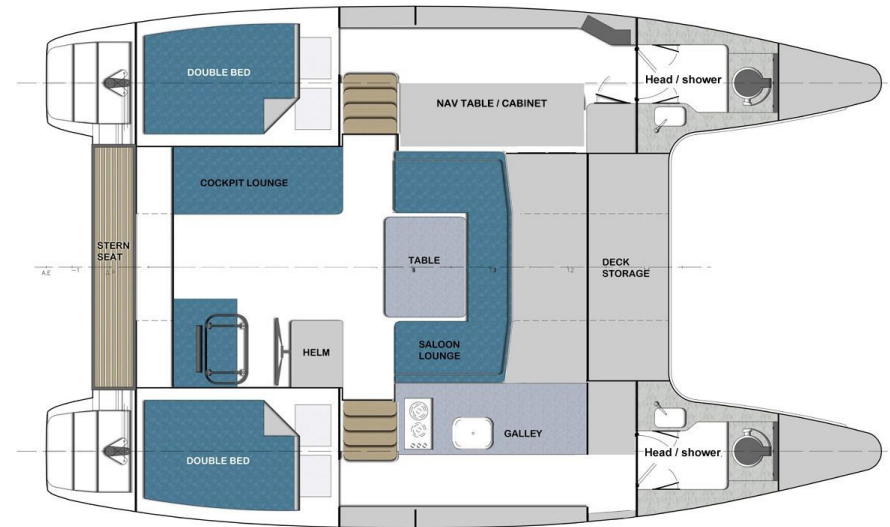 DOUBLE BED
Head / shower
NAV TABLE / CABINET
COCKPIT LOUNGE
STERN
SEAT
TABLE
DECK
STORAGE
HELM
SALOON
LOUNGE
GALLEY
DOUBLE BED
Head / shower